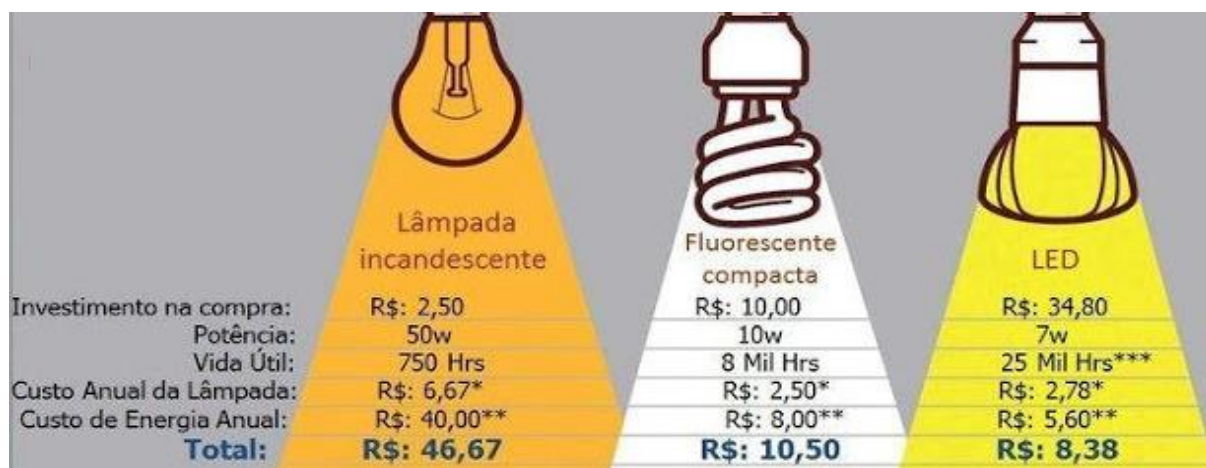 Lâmpada
incandescente
Fluorescente
compacta
LED
Investimento na compra: R$: 2,50 R$: 10,00 R$: 34,80
Potência: 50w 10w 7w
Vida Útil: 750 Hrs 8 Mil Hrs 25 Mil Hrs***
Custo Anual da Lâmpada: R$: 6,67* R$: 2,50* R$: 2,78*
Custo de Energia Anual: R$: 40,00** R$: 8,00** R$: 5,60**
Total: R$: 46,67 R$: 10,50 R$: 8,38